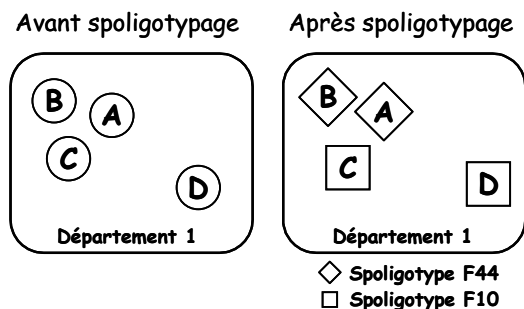 Avant spoligotypage
Après spoligotypage
B
A
C
D
Département 1
B
A
C
D
Département 1
Spoligotype F44
Spoligotype F10